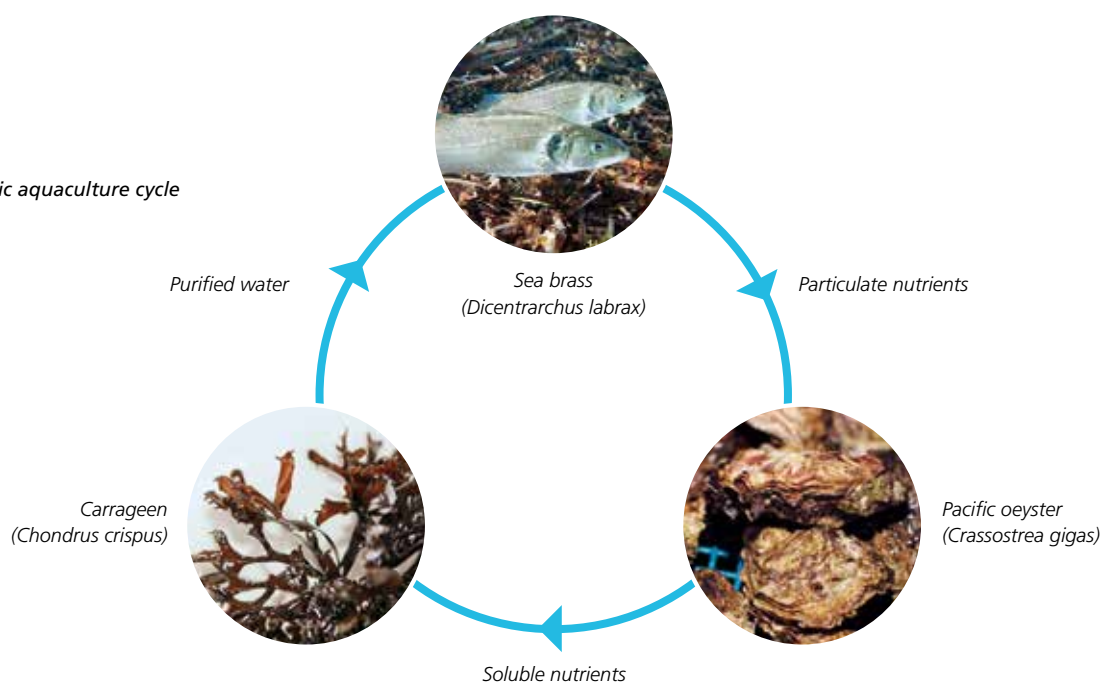 ic aquaculture cycle
Purified water
Sea brass
(Dicentrarchus labrax)
Particulate nutrients
Carrageen
(Chondrus crispus)
Pacific oeyster
(Crassostrea gigas)
Soluble nutrients